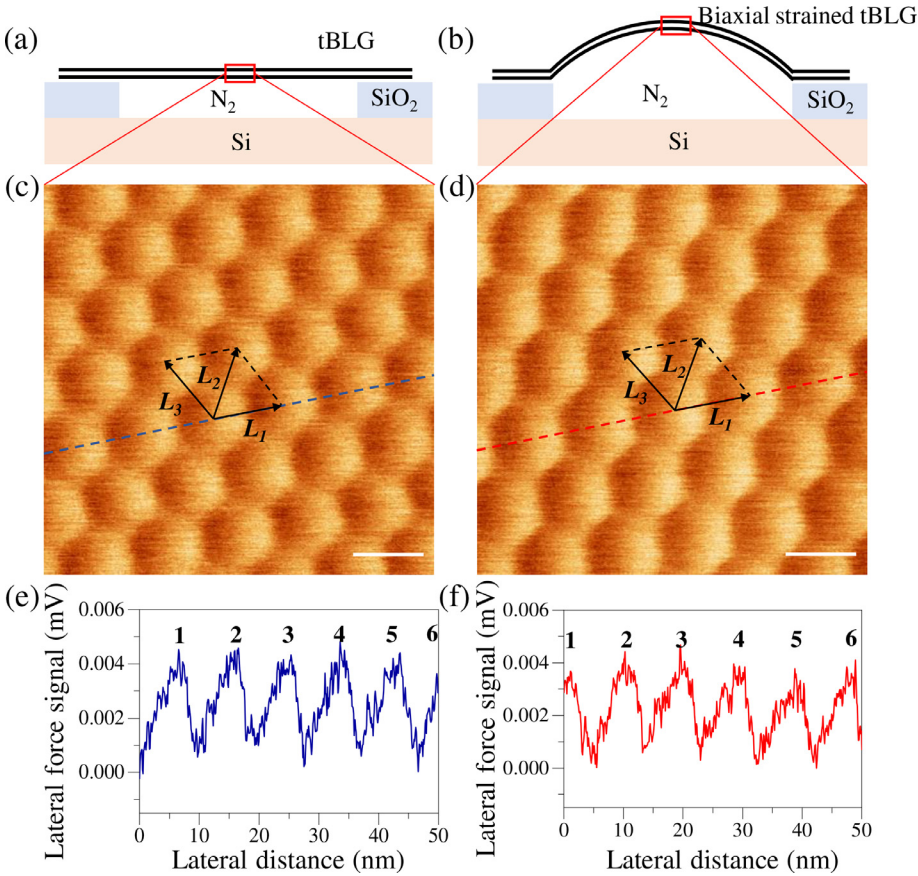 (a)
tBLG
N2
SiO2
Si
(b)
Biaxial strained tBLG
N2
SiO2
Si
(c)
L1
L2
L3
(d)
L1
L2
L3
(e)
Lateral force signal (mV)
0.006
0.004
0.002
0.000
1 2 3 4 5 6
0 10 20 30 40 50
Lateral distance (nm)
(f)
Lateral force signal (mV)
0.006
0.004
0.002
0.000
1 2 3 4 5 6
0 10 20 30 40 50
Lateral distance (nm)